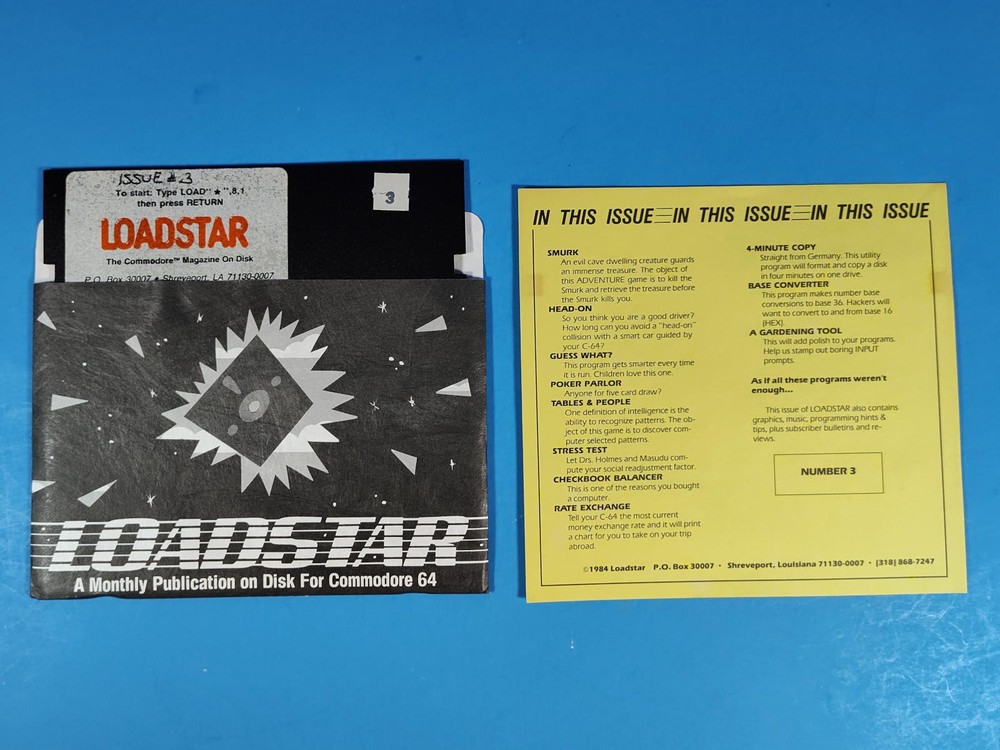 ISSUE # 3
To start: Type LOAD" ★ ",8,1
then press RETURN
LOADSTAR
The Commodore™ Magazine On Disk
P.O. Box 30007 • Shreveport, LA 71130-0007
3
LOADSTAR
A Monthly Publication on Disk For Commodore 64
IN THIS ISSUE IN THIS ISSUE IN THIS ISSUE
SMURK
An evil cave dwelling creature guards
an immense treasure. The object of
this ADVENTURE game is to kill the
Smurk and retrieve the treasure before
the Smurk kills you.
HEAD-ON
So you think you are a good driver?
How long can you avoid a "head-on"
collision with a smart car guided by
your C-64?
GUESS WHAT?
This program gets smarter every time
it is run. Children love this one.
POKER PARLOR
Anyone for five card draw?
TABLES & PEOPLE
One definition of intelligence is the
ability to recognize patterns. The ob-
ject of this game is to discover com-
puter selected patterns.
STRESS TEST
Let Drs. Holmes and Masudu com-
pute your social readjustment factor.
CHECKBOOK BALANCER
This is one of the reasons you bought
a computer.
RATE EXCHANGE
Tell your C-64 the most current
money exchange rate and it will print
a chart for you to take on your trip
abroad.
4-MINUTE COPY
Straight from Germany. This utility
program will format and copy a disk
in four minutes on one drive.
BASE CONVERTER
This program makes number base
conversions to base 36. Hackers will
want to convert to and from base 16
(HEX).
A GARDENING TOOL
This will add polish to your programs.
Help us stamp out boring INPUT
prompts.
As if all these programs weren't
enough...
This issue of LOADSTAR also contains
graphics, music, programming hints &
tips, plus subscriber bulletins and re-
views.
NUMBER 3
©1984 Loadstar P.O. Box 30007 • Shreveport, Louisiana 71130-0007 • [318] 868-7247